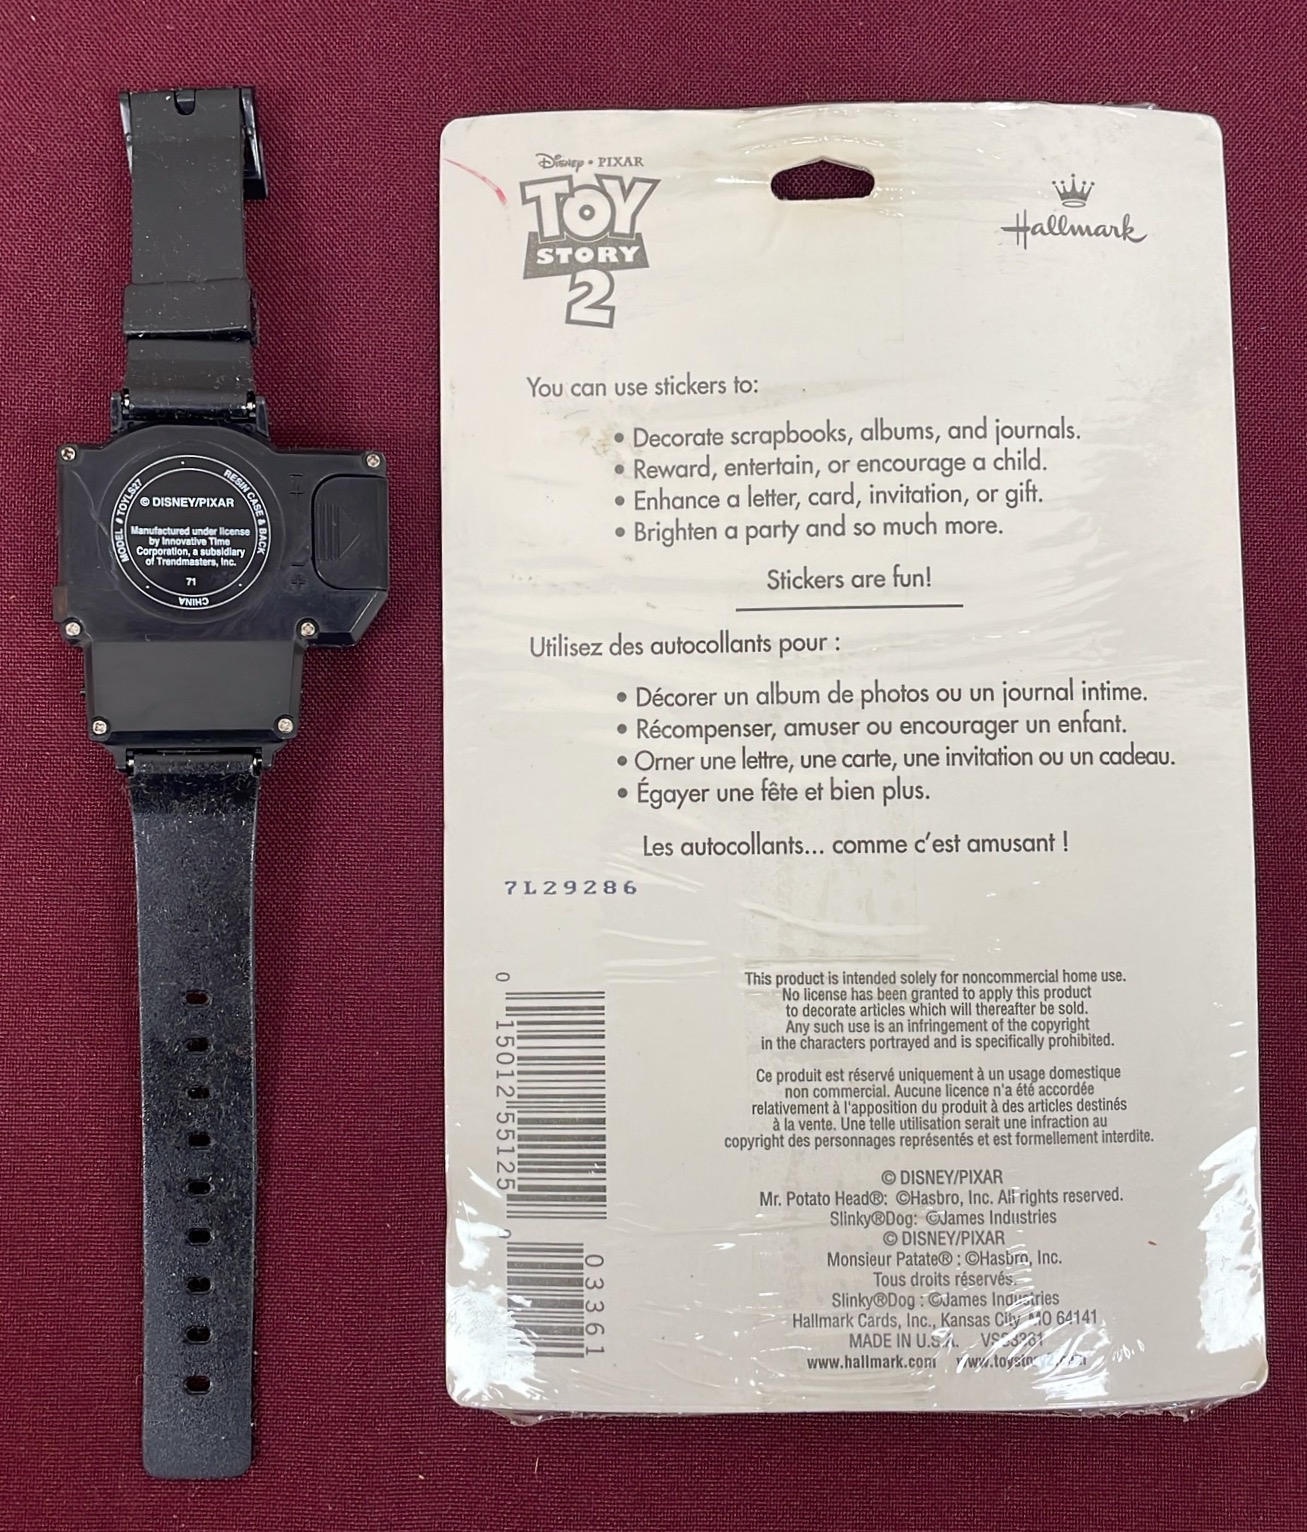 MODEL # TOYLS27
RESIN CASE & BACK
© DISNEY/PIXAR
Manufactured under license
by Innovative Time
Corporation, a subsidiary
of Trendmasters, Inc.
71
CHINA
Disney • PIXAR
TOY
STORY
2
Hallmark
You can use stickers to:
• Decorate scrapbooks, albums, and journals.
• Reward, entertain, or encourage a child.
• Enhance a letter, card, invitation, or gift.
• Brighten a party and so much more.
Stickers are fun!
Utilisez des autocollants pour :
• Décorer un album de photos ou un journal intime.
• Récompenser, amuser ou encourager un enfant.
• Orner une lettre, une carte, une invitation ou un cadeau.
• Égayer une fête et bien plus.
Les autocollants... comme c'est amusant !
7L29286
0 15012 55125
03361
This product is intended solely for noncommercial home use.
No license has been granted to apply this product
to decorate articles which will thereafter be sold.
Any such use is an infringement of the copyright
in the characters portrayed and is specifically prohibited.
Ce produit est réservé uniquement à un usage domestique
non commercial. Aucune licence n'a été accordée
relativement à l'apposition du produit à des articles destinés
à la vente. Une telle utilisation serait une infraction au
copyright des personnages représentés et est formellement interdite.
© DISNEY/PIXAR
Mr. Potato Head®: ©Hasbro, Inc. All rights reserved.
Slinky®Dog: ©James Industries
© DISNEY/PIXAR
Monsieur Patate® : ©Hasbro, Inc.
Tous droits réservés.
Slinky®Dog : ©James Industries
Hallmark Cards, Inc., Kansas City, MO 64141
MADE IN U.S.A.
www.hallmark.com